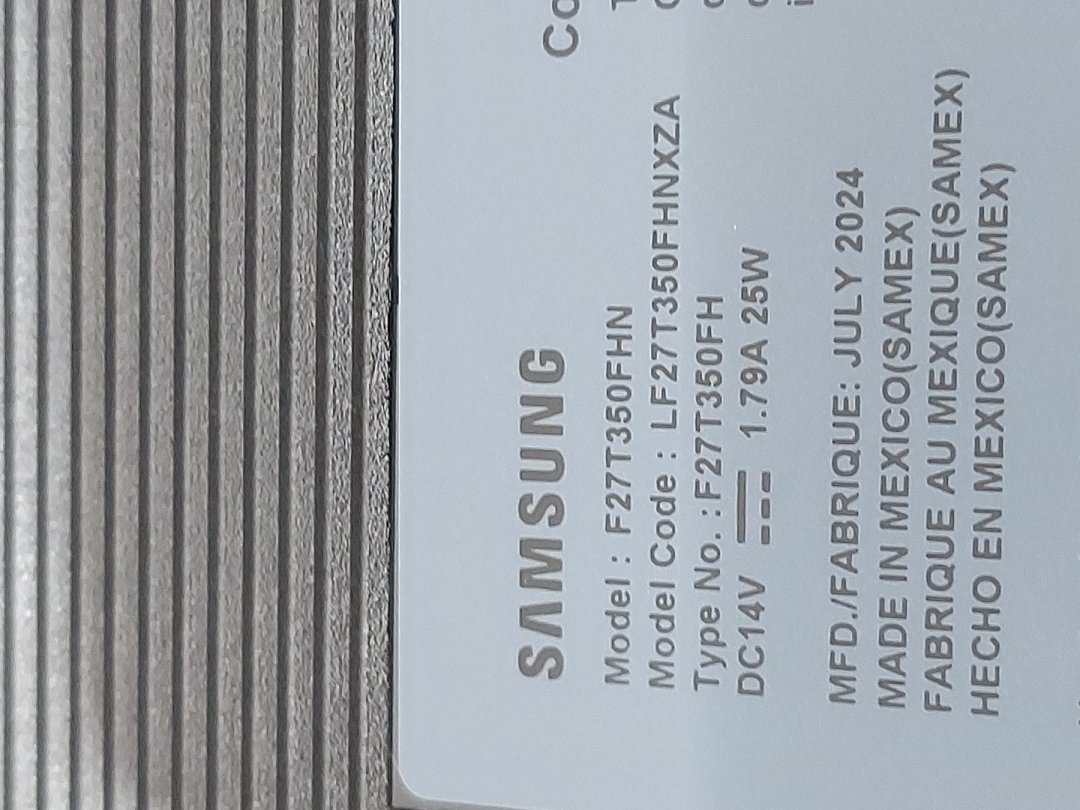 SAMSUNG
Model : F27T350FHN
Model Code : LF27T350FHNXZA
Type No. :F27T350FH
DC14V 1.79A 25W
MFD./FABRIQUE: JULY 2024
MADE IN MEXICO(SAMEX)
FABRIQUE AU MEXIQUE(SAMEX)
HECHO EN MEXICO(SAMEX)